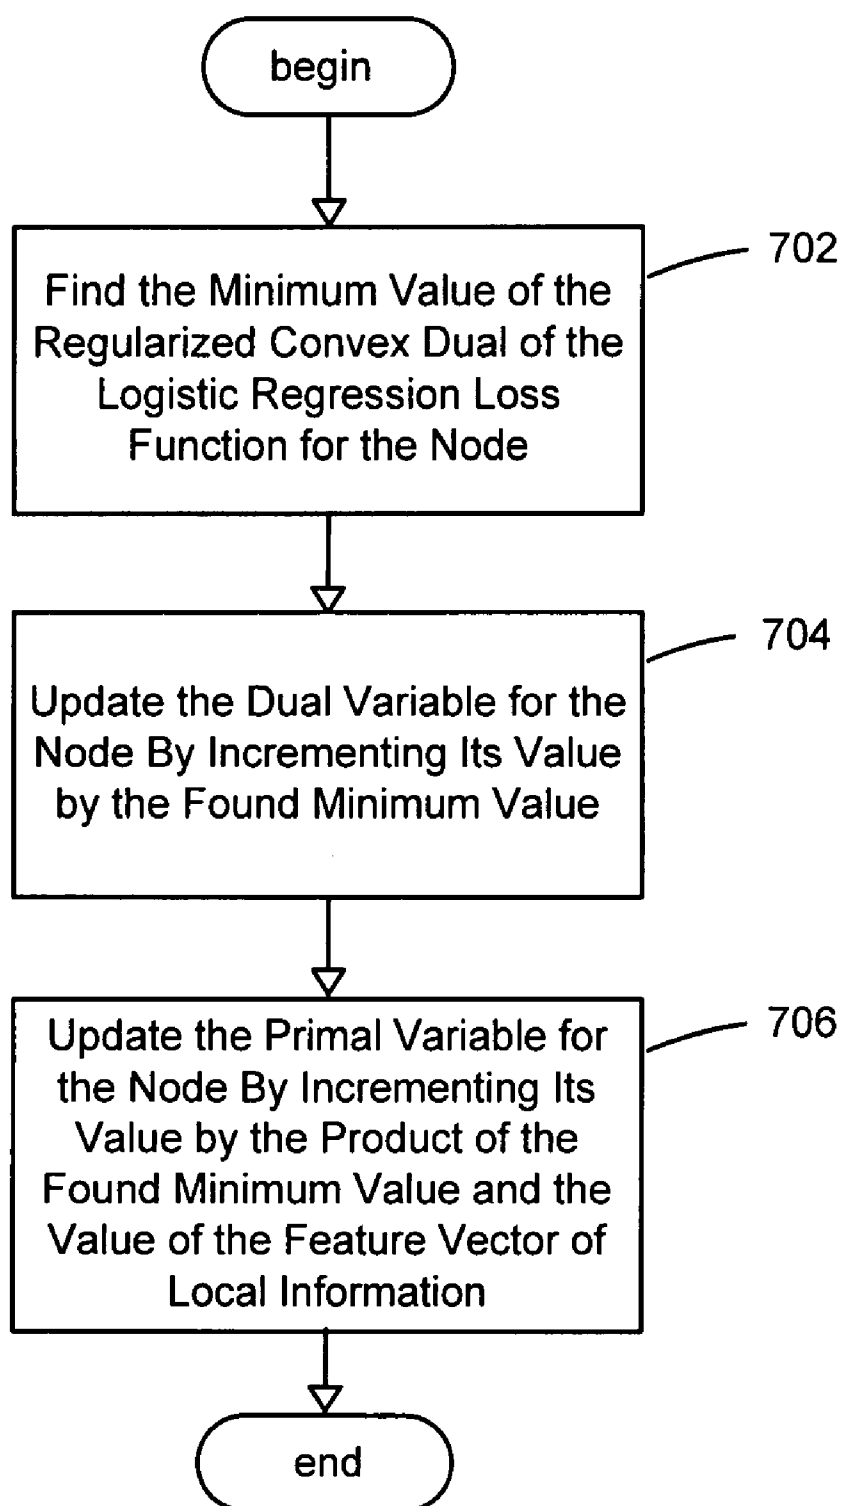 begin
702
Find the Minimum Value of the
Regularized Convex Dual of the
Logistic Regression Loss
Function for the Node
704
Update the Dual Variable for the
Node By Incrementing Its Value
by the Found Minimum Value
706
Update the Primal Variable for
the Node By Incrementing Its
Value by the Product of the
Found Minimum Value and the
Value of the Feature Vector of
Local Information
end